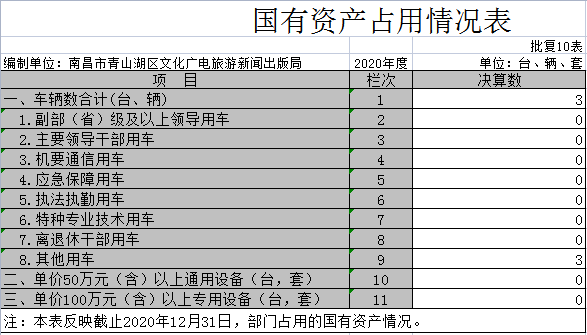 国有资产占用情况表
批复10表
编制单位：南昌市青山湖区文化广电旅游新闻出版局 2020年度 单位：台、辆、套
项 目 栏次 决算数
一、车辆数合计(台、辆) 1 3
1.副部（省）级及以上领导用车 2 0
2.主要领导干部用车 3 0
3.机要通信用车 4 0
4.应急保障用车 5 0
5.执法执勤用车 6 0
6.特种专业技术用车 7 0
7.离退休干部用车 8 0
8.其他用车 9 3
二、单价50万元（含）以上通用设备（台，套） 10 0
三、单价100万元（含）以上专用设备（台，套） 11 0
注：本表反映截止2020年12月31日，部门占用的国有资产情况。